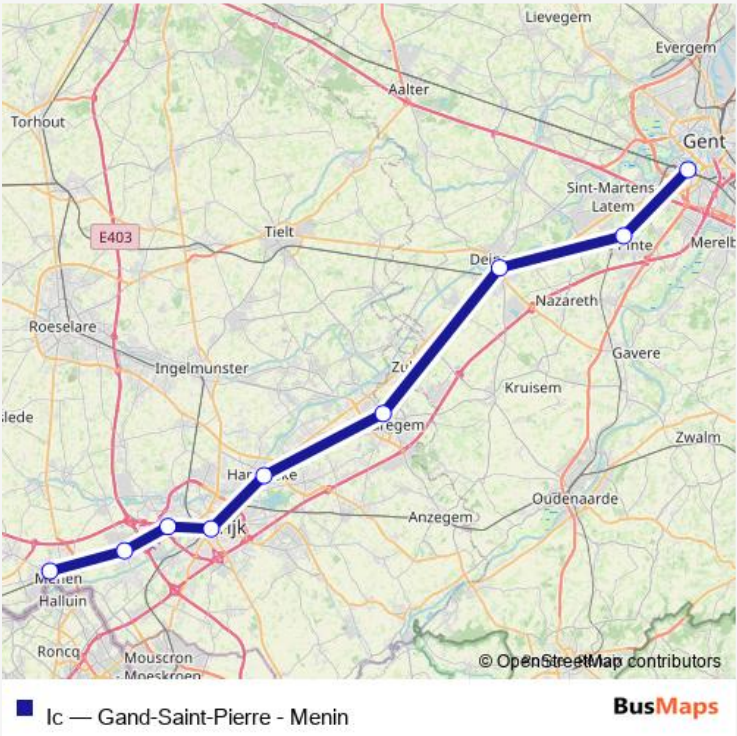 Lievegem
Evergem
Aalter
Torhout
Gent
Sint-Martens
Latem
E403
Tielt
Merelb
Nazareth
Roeselare
Gavere
Ingelmunster
Kruisem
Zwalm
Oudenaarde
Anzegem
Halluin
Roncq
Mouscron
- Moeskroen
© OpenStreetMap contributors
Ic — Gand-Saint-Pierre - Menin
BusMaps